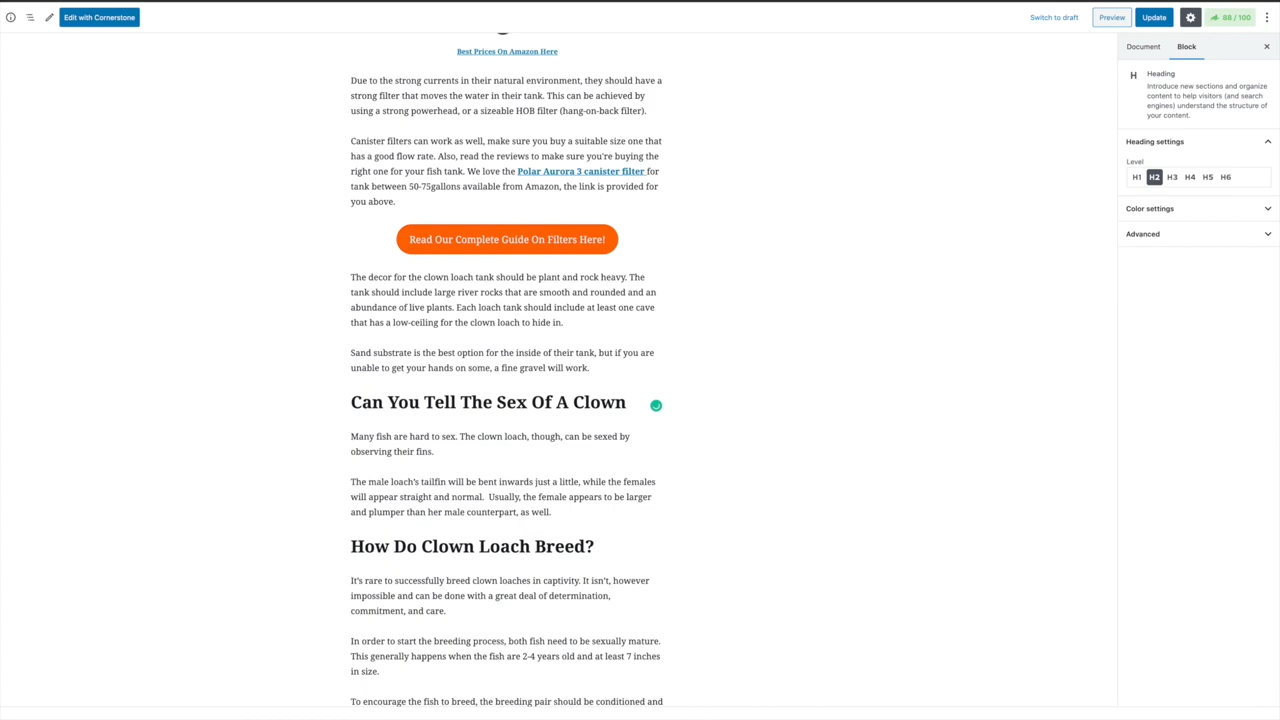 Edit with Cornerstone
Switch to draft
Preview
Update
88 / 100
Best Prices On Amazon Here
Due to the strong currents in their natural environment, they should have a
strong filter that moves the water in their tank. This can be achieved by
using a strong powerhead, or a sizeable HOB filter (hang-on-back filter).
Canister filters can work as well, make sure you buy a suitable size one that
has a good flow rate. Also, read the reviews to make sure you're buying the
right one for your fish tank. We love the Polar Aurora 3 canister filter for
tank between 50-75gallons available from Amazon, the link is provided for
you above.
Read Our Complete Guide On Filters Here!
The decor for the clown loach tank should be plant and rock heavy. The
tank should include large river rocks that are smooth and rounded and an
abundance of live plants. Each loach tank should include at least one cave
that has a low-ceiling for the clown loach to hide in.
Sand substrate is the best option for the inside of their tank, but if you are
unable to get your hands on some, a fine gravel will work.
Can You Tell The Sex Of A Clown
Many fish are hard to sex. The clown loach, though, can be sexed by
observing their fins.
The male loach's tailfin will be bent inwards just a little, while the females
will appear straight and normal.  Usually, the female appears to be larger
and plumper than her male counterpart, as well.
How Do Clown Loach Breed?
It's rare to successfully breed clown loaches in captivity. It isn't, however
impossible and can be done with a great deal of determination,
commitment, and care.
In order to start the breeding process, both fish need to be sexually mature.
This generally happens when the fish are 2-4 years old and at least 7 inches
in size.
To encourage the fish to breed, the breeding pair should be conditioned and
Document
Block
H
Heading
Introduce new sections and organize
content to help visitors (and search
engines) understand the structure of
your content.
Heading settings
Level
H1 H2 H3 H4 H5 H6
Color settings
Advanced